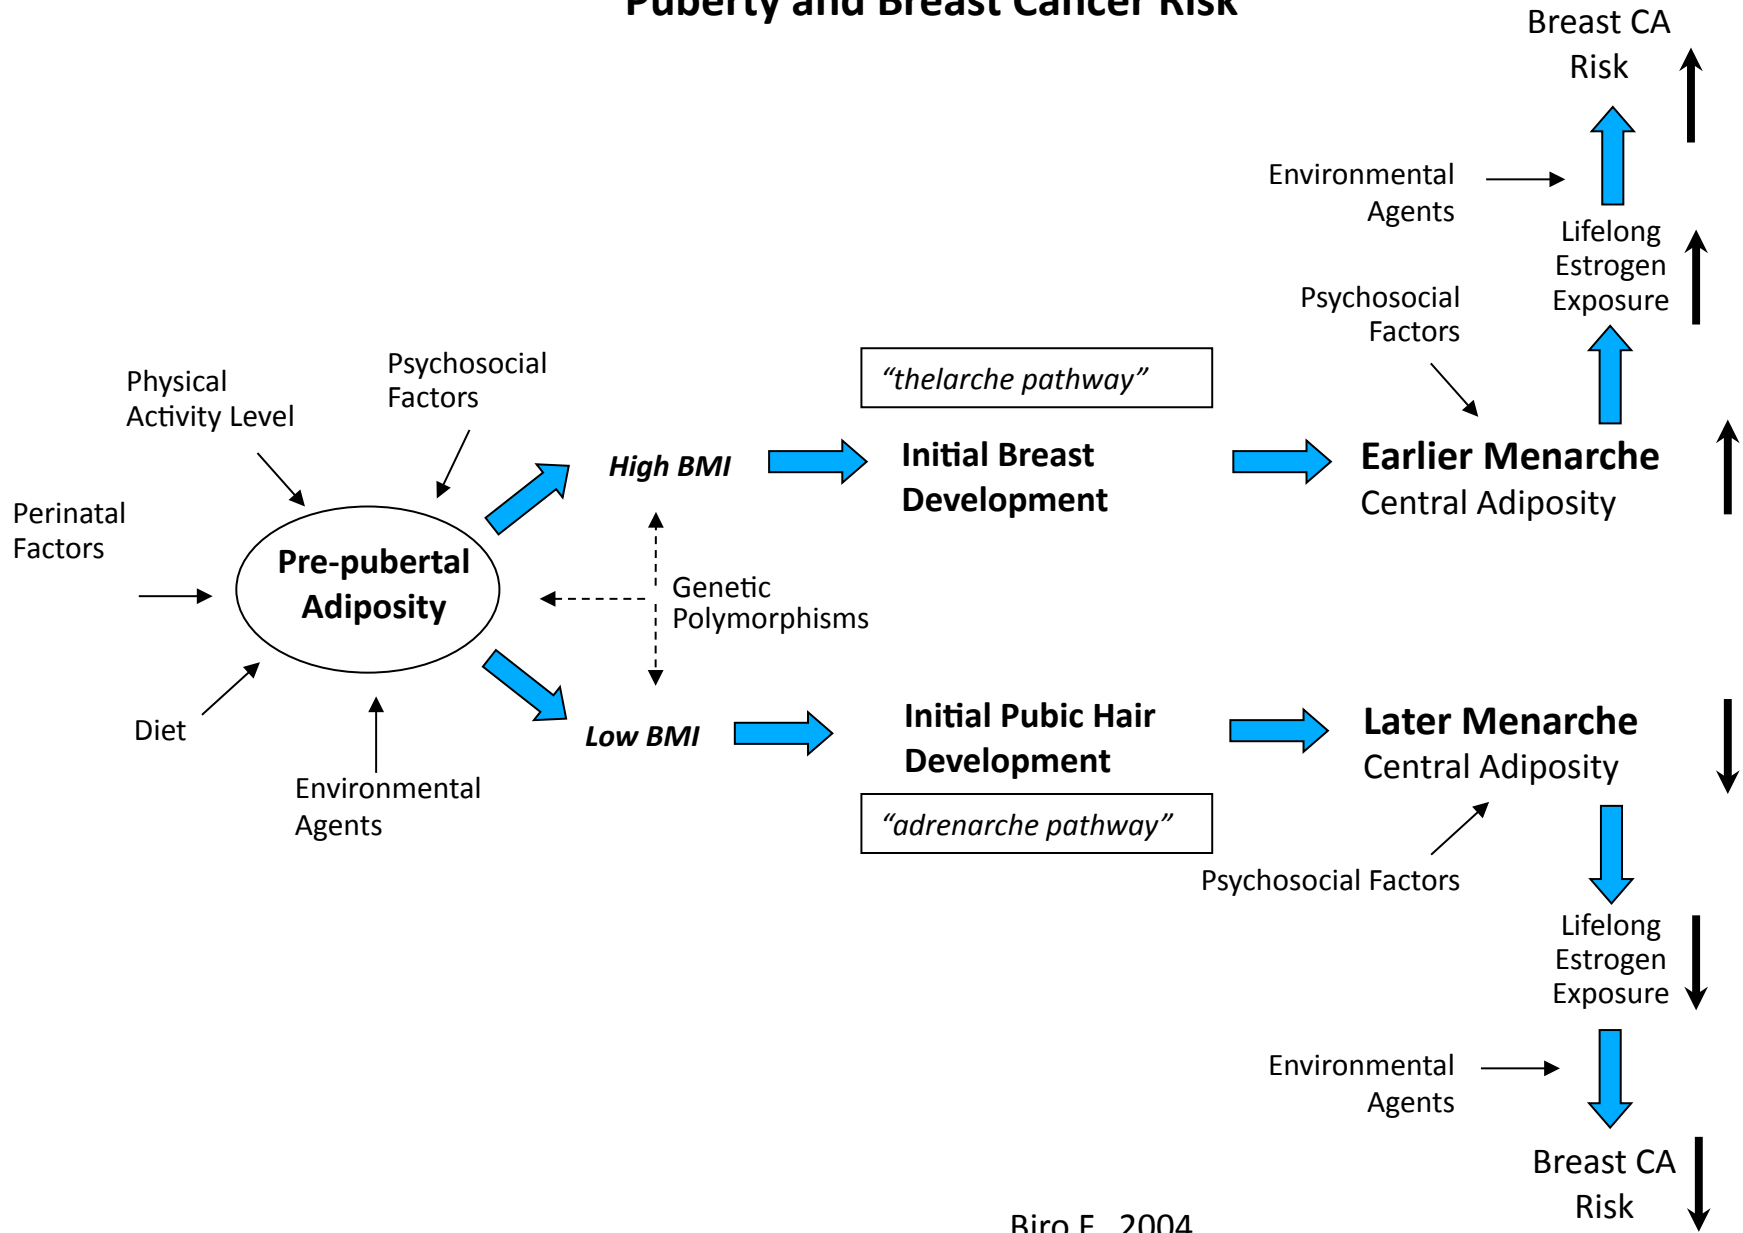 Puberty and Breast Cancer Risk
Breast CA
Risk
Environmental
Agents
Lifelong
Estrogen
Exposure
Psychosocial
Factors
Physical
Activity Level
Psychosocial
Factors
"thelarche pathway"
High BMI
Initial Breast
Development
Earlier Menarche
Central Adiposity
Perinatal
Factors
Pre-pubertal
Adiposity
Genetic
Polymorphisms
Diet
Environmental
Agents
Low BMI
Initial Pubic Hair
Development
"adrenarche pathway"
Later Menarche
Central Adiposity
Psychosocial Factors
Lifelong
Estrogen
Exposure
Environmental
Agents
Breast CA
Risk
Biro F, 2004